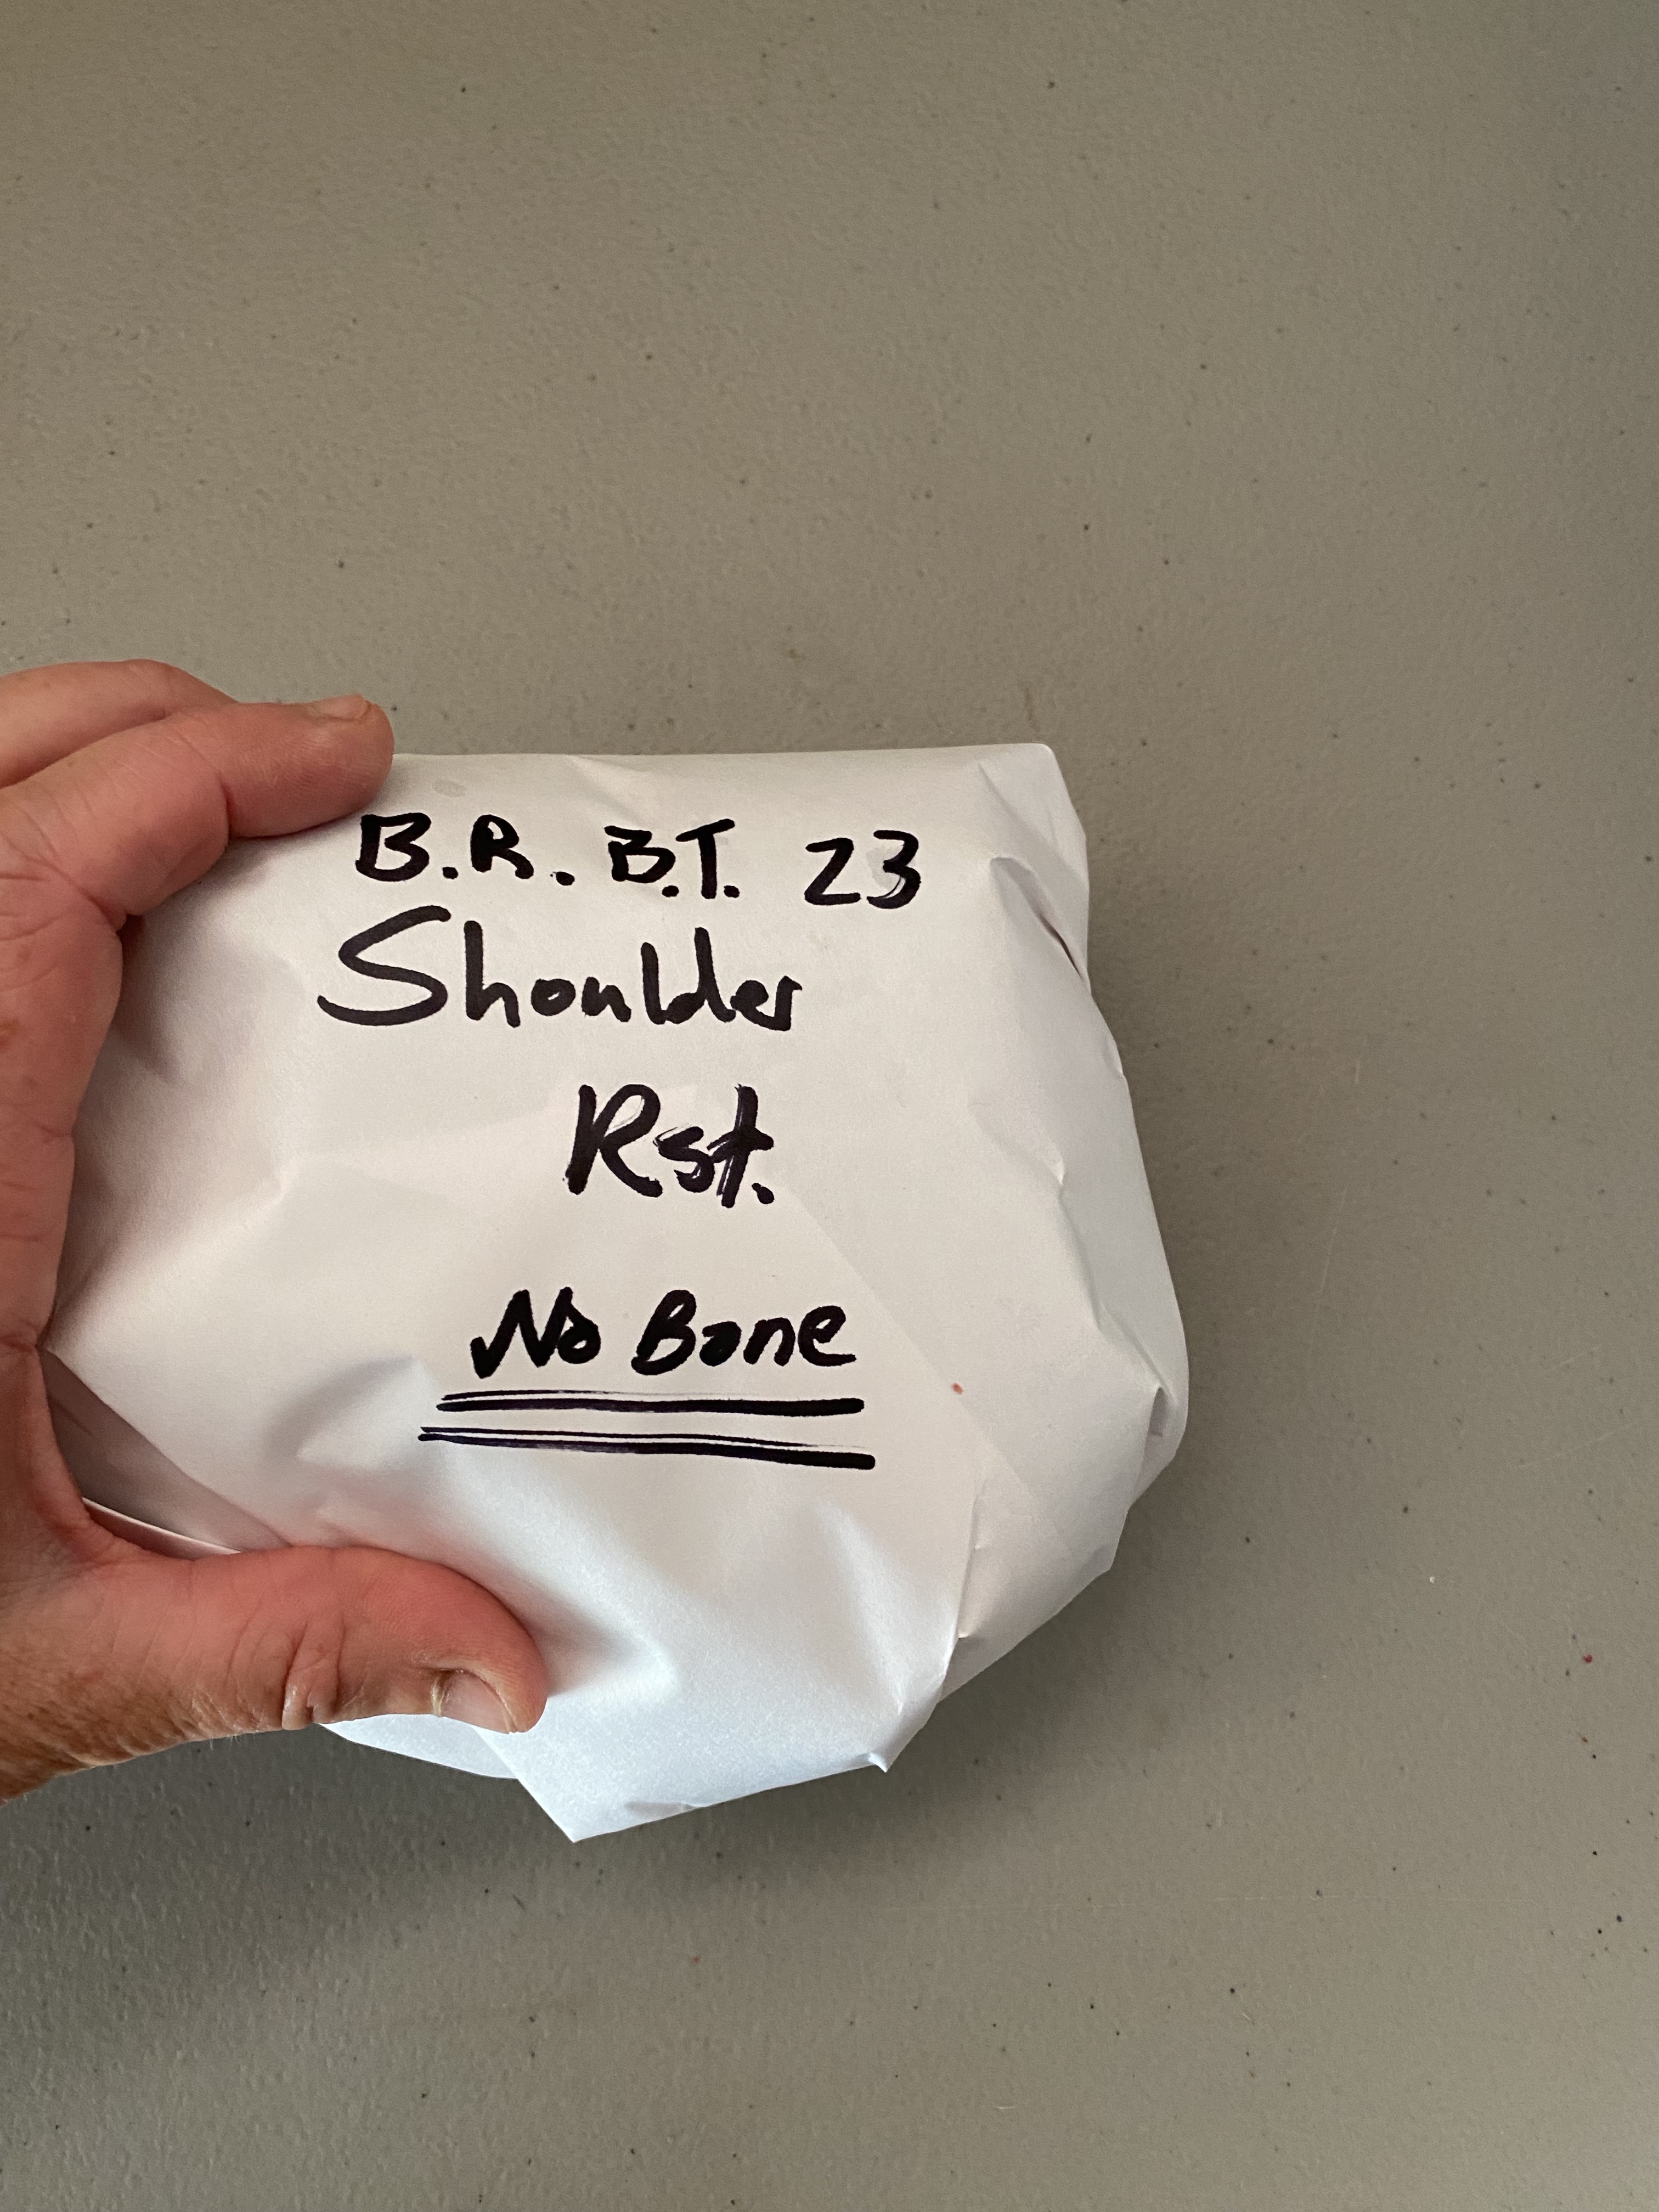 B.R. B.T. 23
Shoulder
Rst.
No Bone